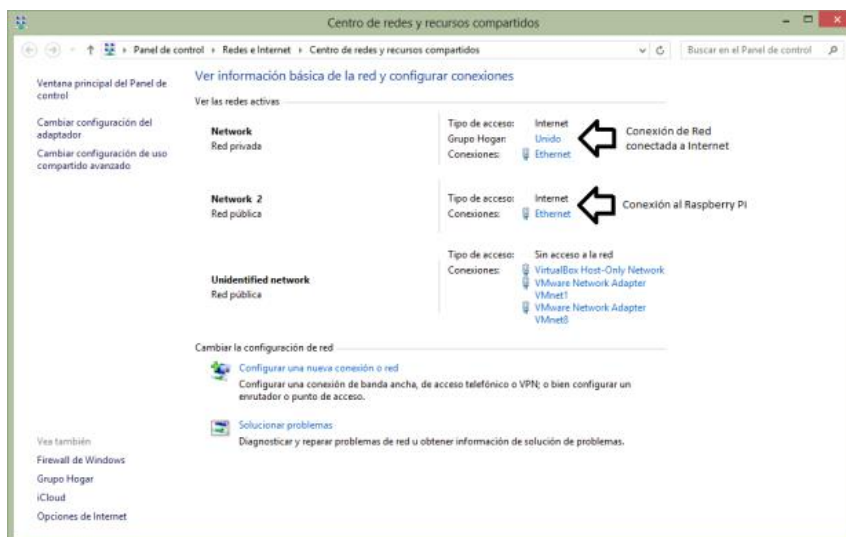 Centro de redes y recursos compartidos
Panel de control ▸ Redes e Internet ▸ Centro de redes y recursos compartidos
Buscar en el Panel de control
Ventana principal del Panel de
control
Cambiar configuración del
adaptador
Cambiar configuración de uso
compartido avanzado
Ver información básica de la red y configurar conexiones
Ver las redes activas
Network
Red privada
Tipo de acceso: Internet
Grupo Hogar: Unido
Conexiones: Ethernet
Conexión de Red
conectada a Internet
Network 2
Red pública
Tipo de acceso: Internet
Conexiones: Ethernet
Conexión al Raspberry Pi
Unidentified network
Red pública
Tipo de acceso: Sin acceso a la red
Conexiones: VirtualBox Host-Only Network
VMware Network Adapter
VMnet1
VMware Network Adapter
VMnet8
Cambiar la configuración de red
Configurar una nueva conexión o red
Configurar una conexión de banda ancha, de acceso telefónico o VPN; o bien configurar un
enrutador o punto de acceso.
Solucionar problemas
Diagnosticar y reparar problemas de red u obtener información de solución de problemas.
Vea también
Firewall de Windows
Grupo Hogar
iCloud
Opciones de Internet